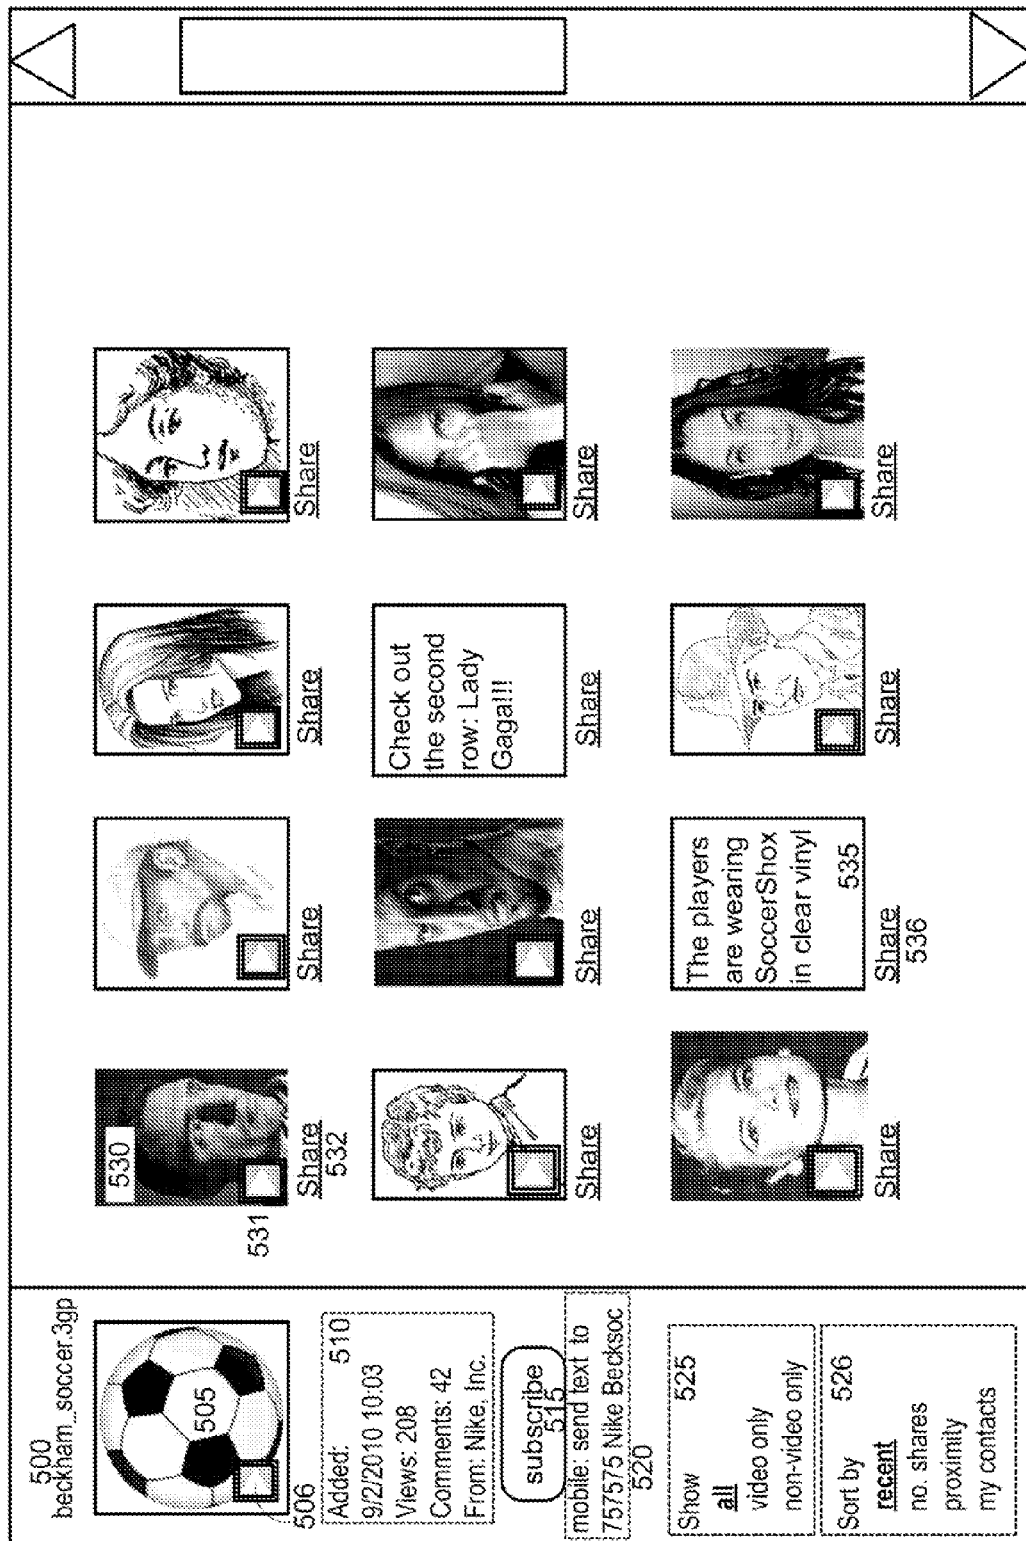 500
beckham_soccer.3gp
505
506
Added: 510
9/2/2010 10:03
Views: 208
Comments: 42
From: Nike, Inc.
subscribe
515
mobile: send text to
757575 Nike Becksoc
520
Show 525
all
video only
non-video only
Sort by 526
recent
no. shares
proximity
my contacts
530
531
Share
532
Share
Share
Share
Share
Share
Check out
the second
row: Lady
Gaga!!!
Share
Share
Share
The players
are wearing
SoccerShox
in clear vinyl
535
Share
536
Share
Share